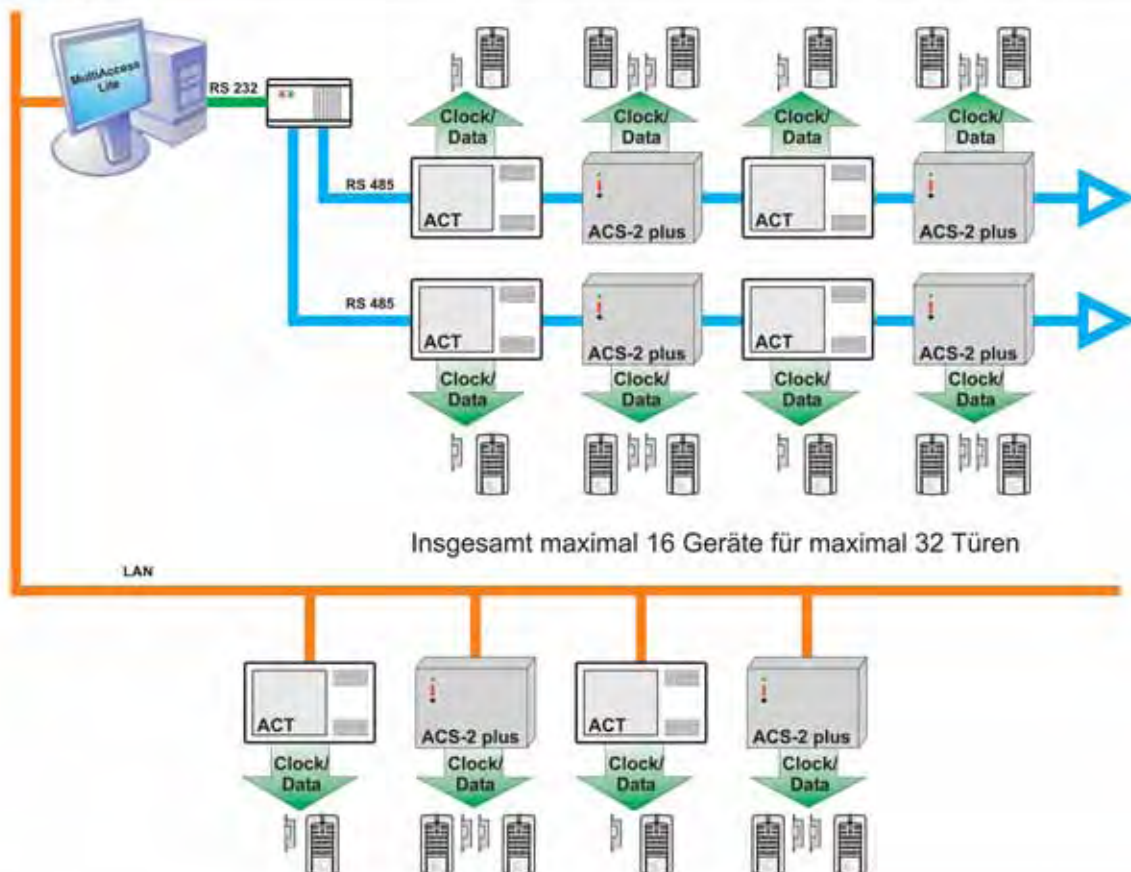 MultiAccess
Lite
RS 232
Clock/
Data
Clock/
Data
Clock/
Data
Clock/
Data
RS 485
ACT
ACS-2 plus
ACT
ACS-2 plus
RS 485
ACT
ACS-2 plus
ACT
ACS-2 plus
Clock/
Data
Clock/
Data
Clock/
Data
Clock/
Data
Insgesamt maximal 16 Geräte für maximal 32 Türen
LAN
ACT
ACS-2 plus
ACT
ACS-2 plus
Clock/
Data
Clock/
Data
Clock/
Data
Clock/
Data